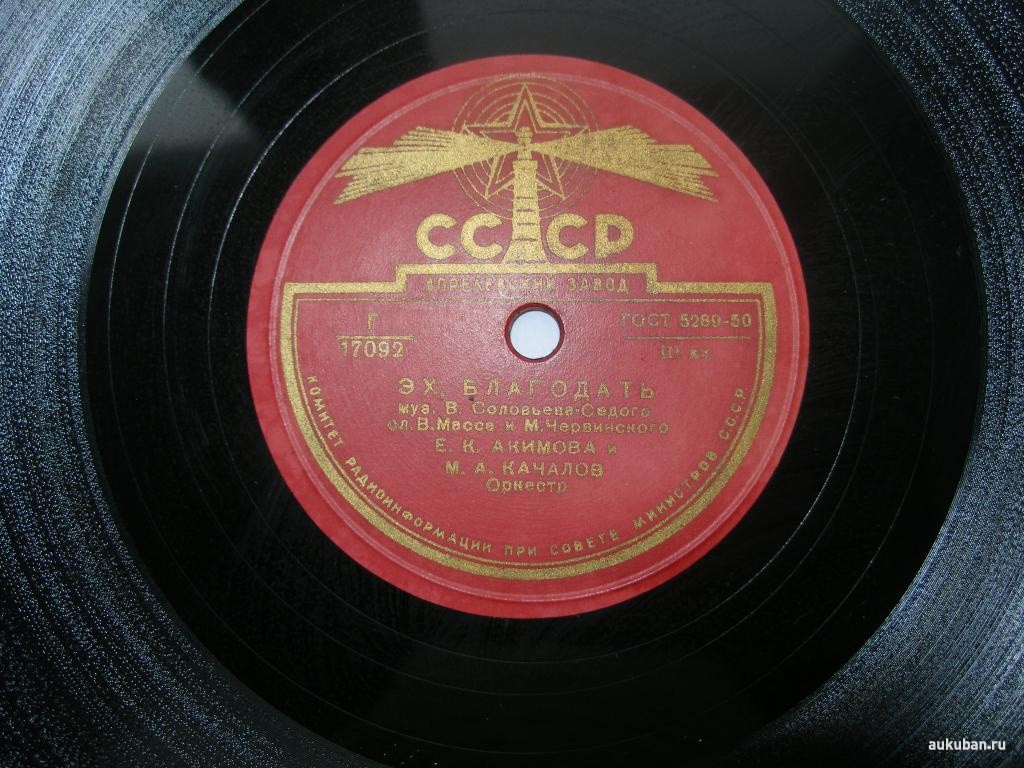 СССР
АПРЕЛЕВСКИЙ ЗАВОД
Г
17092
ГОСТ 5289-50
III кл.
ЭХ, БЛАГОДАТЬ
муз. В. Соловьева-Седого
сл. В. Масса и М. Червинского
Е. К. АКИМОВА и
М. А. КАЧАЛОВ
Оркестр
КОМИТЕТ РАДИОИНФОРМАЦИИ ПРИ СОВЕТЕ МИНИСТРОВ СССР
aukuban.ru